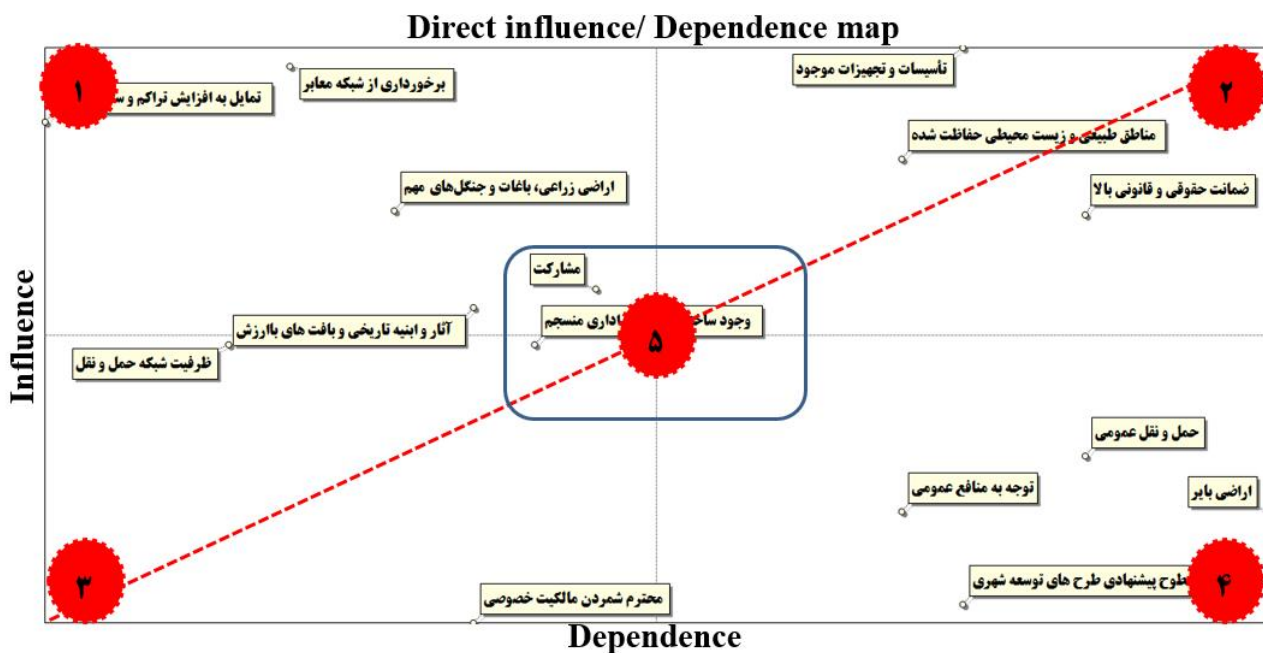 Direct influence/ Dependence map
۱
تمایل به افزایش تراکم و
برخورداری از شبکه معابر
تأسیسات و تجهیزات موجود
۲
مناطق طبیعی و زیست محیطی حفاظت شده
ضمانت حقوقی و قانونی بالا
اراضی زراعی، باغات و جنگل‌های مهم
مشارکت
وجود
منسجم
۵
آثار و ابنیه تاریخی و بافت های باارزش
ظرفیت شبکه حمل و نقل
Influence
حمل و نقل عمومی
توجه به منافع عمومی
اراضی بایر
۳
پیشنهادی طرح های توسعه شهری
۴
محترم شمردن مالکیت خصوصی
Dependence